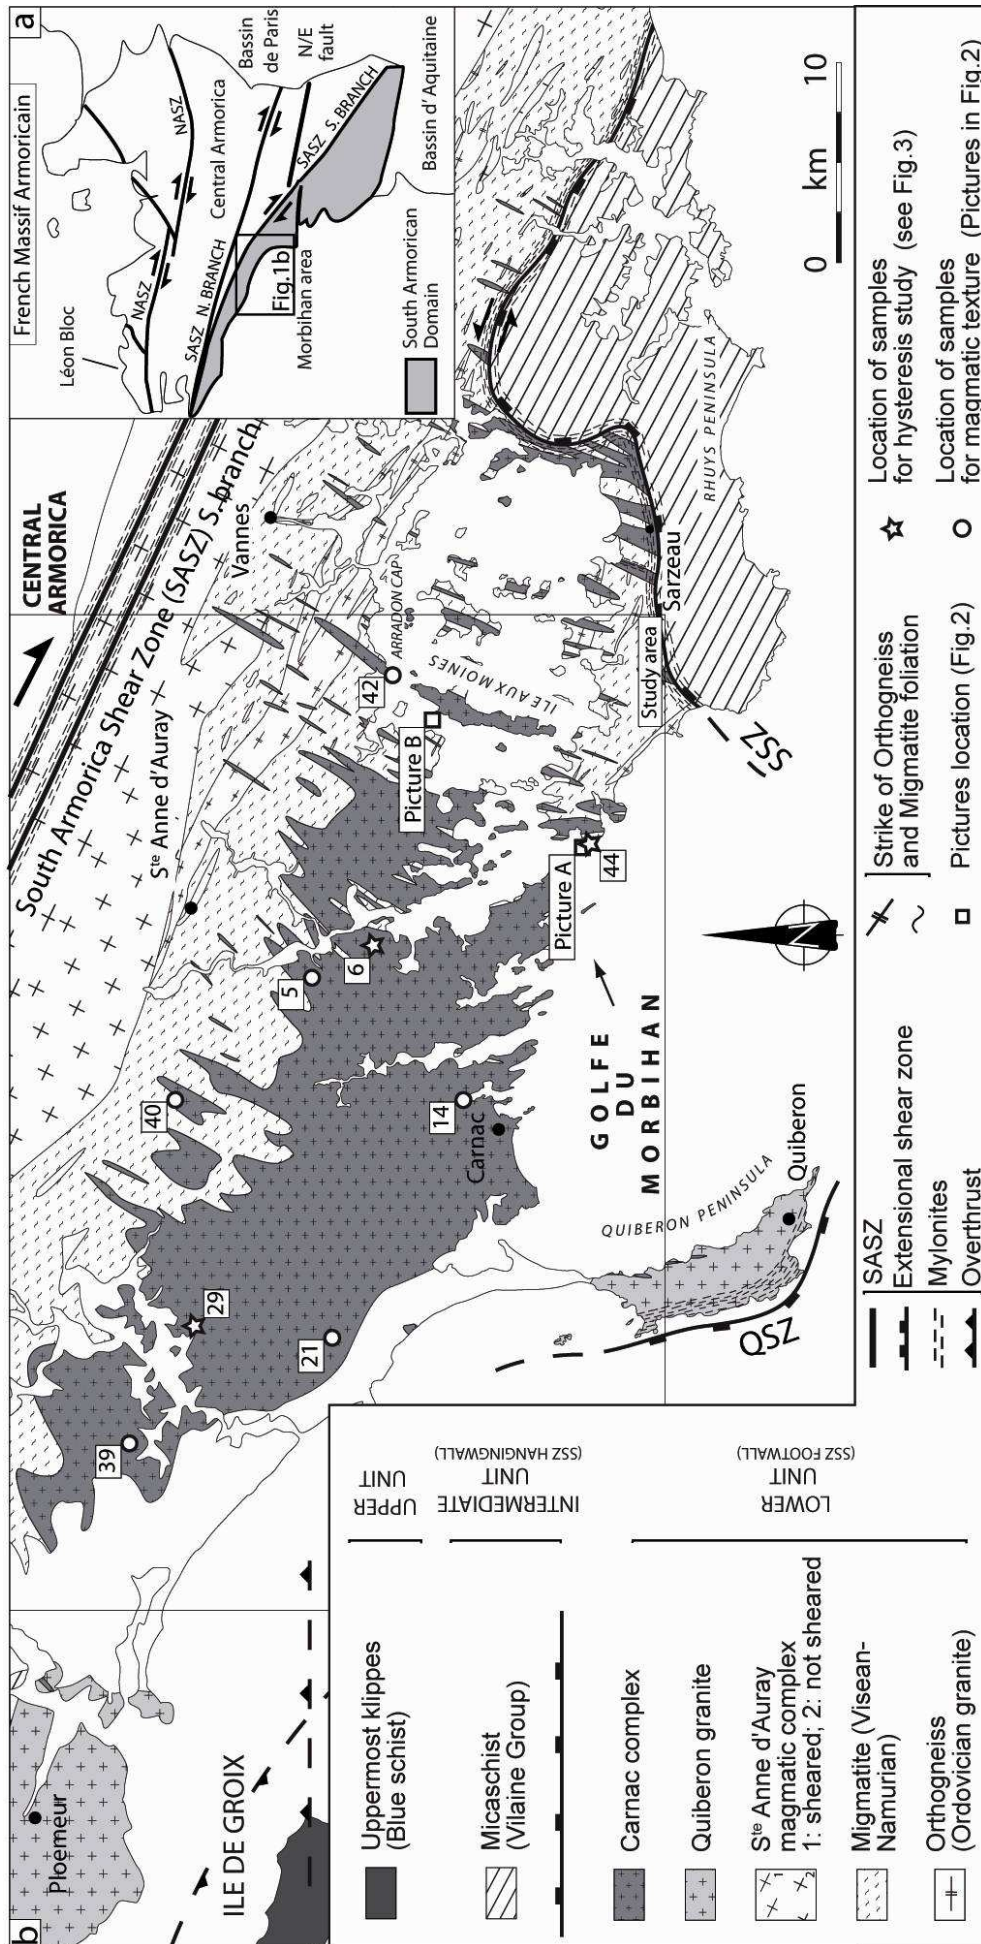 a
French Massif Armoricain
Léon Bloc
NASZ
NASZ
Central Armorica
Bassin
de Paris
N/E
fault
SASZ N. BRANCH
SASZ S. BRANCH
Fig.1b
Morbihan area
Bassin d'Aquitaine
South Armorican
Domain
b
CENTRAL
ARMORICA
South Armorica Shear Zone (SASZ) S. branch
Ste Anne d'Auray
Vannes
Ploemeur
ILE DE GROIX
39
29
21
40
5
6
14
Carnac
42
ARRADON CAP
ILE AUX MOINES
Picture B
Picture A
44
Study area
Sarzeau
RHUYS PENINSULA
SSZ
GOLFE
DU
MORBIHAN
QUIBERON PENINSULA
Quiberon
QSZ
N
0 km 10
Uppermost klippes
(Blue schist)
UPPER
UNIT
Micaschist
(Vilaine Group)
INTERMEDIATE
UNIT
(SSZ HANGINGWALL)
Carnac complex
Quiberon granite
1
2
Ste Anne d'Auray
magmatic complex
1: sheared; 2: not sheared
Migmatite (Visean-
Namurian)
Orthogneiss
(Ordovician granite)
LOWER
UNIT
(SSZ FOOTWALL)
SASZ
Extensional shear zone
Mylonites
Overthrust
Strike of Orthogneiss
and Migmatite foliation
Pictures location (Fig.2)
Location of samples
for hysteresis study (see Fig.3)
Location of samples
for magmatic texture (Pictures in Fig.2)